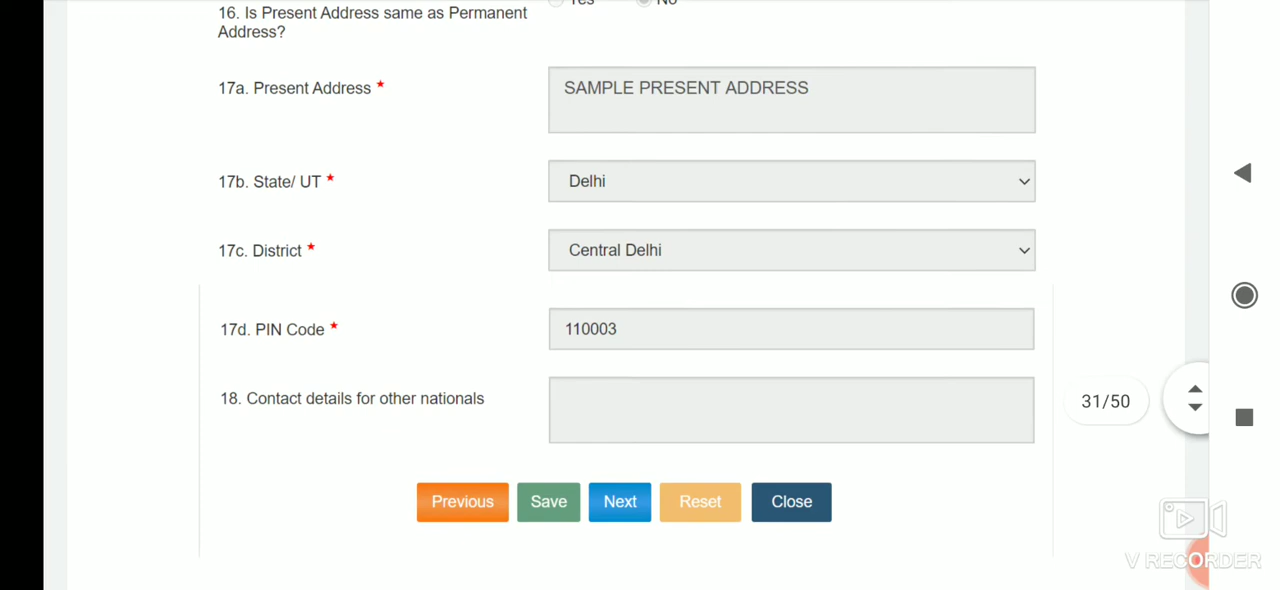 16. Is Present Address same as Permanent
Address?
Yes
No
17a. Present Address *
SAMPLE PRESENT ADDRESS
17b. State/ UT *
Delhi
17c. District *
Central Delhi
17d. PIN Code *
110003
18. Contact details for other nationals
31/50
Previous
Save
Next
Reset
Close
V RECORDER